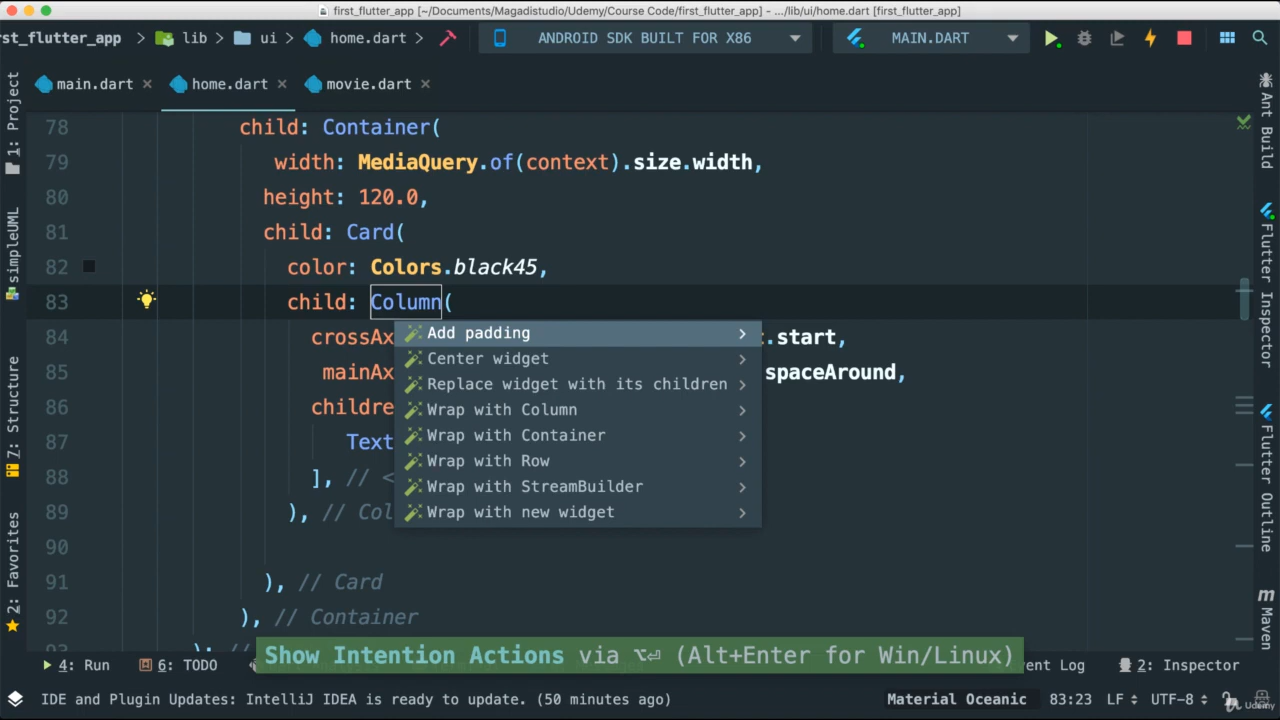 first_flutter_app [~/Documents/Magadistudio/Udemy/Course Code/first_flutter_app] - .../lib/ui/home.dart [first_flutter_app]
rst_flutter_app > lib > ui > home.dart > ANDROID SDK BUILT FOR X86 MAIN.DART
main.dart home.dart movie.dart
78 child: Container(
79 width: MediaQuery.of(context).size.width,
80 height: 120.0,
81 child: Card(
82 color: Colors.black45,
83 child: Column(
84 crossAx t.start,
85 mainAx spaceAround,
86 childre
87 Text
88 ], // <
89 ), // Col
90
91 ), // Card
92 ), // Container
93 ); //
Add padding
Center widget
Replace widget with its children
Wrap with Column
Wrap with Container
Wrap with Row
Wrap with StreamBuilder
Wrap with new widget
Show Intention Actions via ⌥⏎ (Alt+Enter for Win/Linux)
1: Project
simpleUML
7: Structure
2: Favorites
Ant Build
Flutter Inspector
Flutter Outline
m Maven
4: Run 6: TODO vent Log 2: Inspector
IDE and Plugin Updates: IntelliJ IDEA is ready to update. (50 minutes ago) Material Oceanic 83:23 LF UTF-8
Udemy